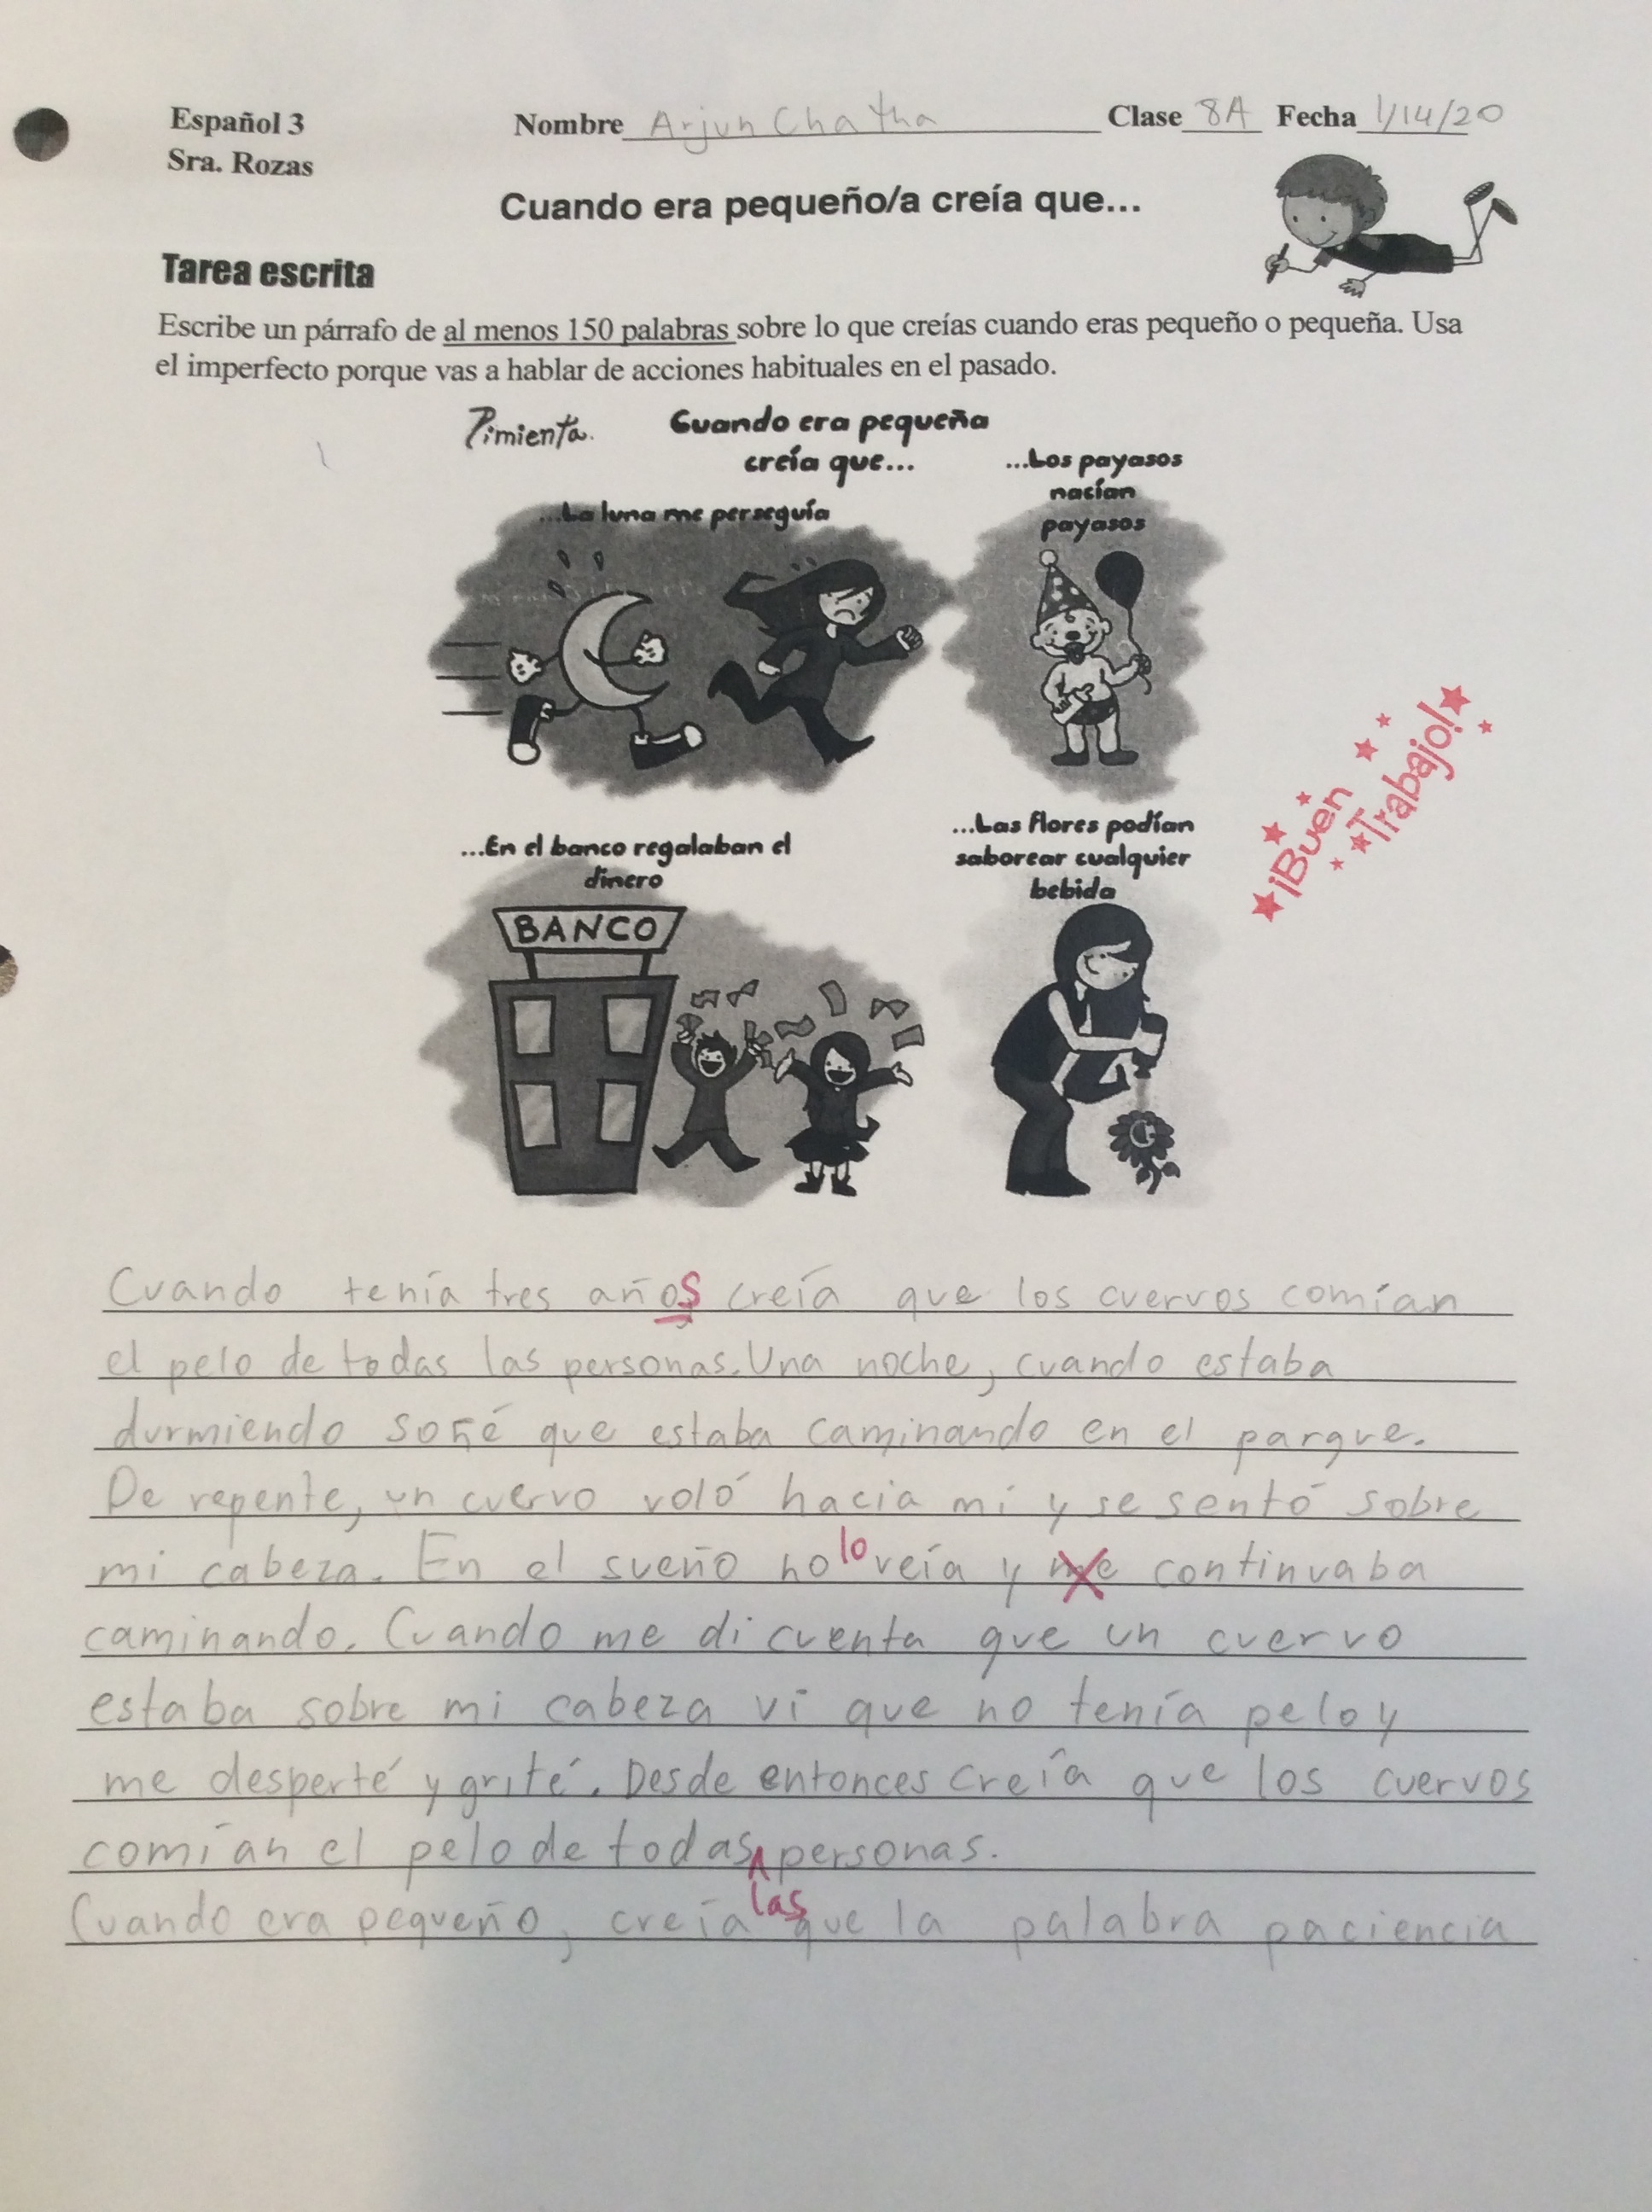 Español 3
Nombre Arjun Chatha Clase 8A Fecha 1/14/20
Sra. Rozas
Cuando era pequeño/a creía que...
Tarea escrita
Escribe un párrafo de al menos 150 palabras sobre lo que creías cuando eras pequeño o pequeña. Usa
el imperfecto porque vas a hablar de acciones habituales en el pasado.
Pimienta.
Cuando era pequeña
creía que...
...La luna me perseguía
...Los payasos
nacían
payasos
¡Buen
Trabajo!
...En el banco regalaban el
dinero
BANCO
...Las flores podían
saborear cualquier
bebida
Cuando tenía tres años creía que los cuervos comían
el pelo de todas las personas. Una noche, cuando estaba
durmiendo soñé que estaba caminando en el parque.
De repente, un cuervo voló hacia mí y se sentó sobre
mi cabeza. En el sueño no lo veía y me continuaba
caminando. Cuando me di cuenta que un cuervo
estaba sobre mi cabeza vi que no tenía pelo y
me desperté y grité. Desde entonces creía que los cuervos
comían el pelo de todas personas.
las
Cuando era pequeño, creía que la palabra paciencia